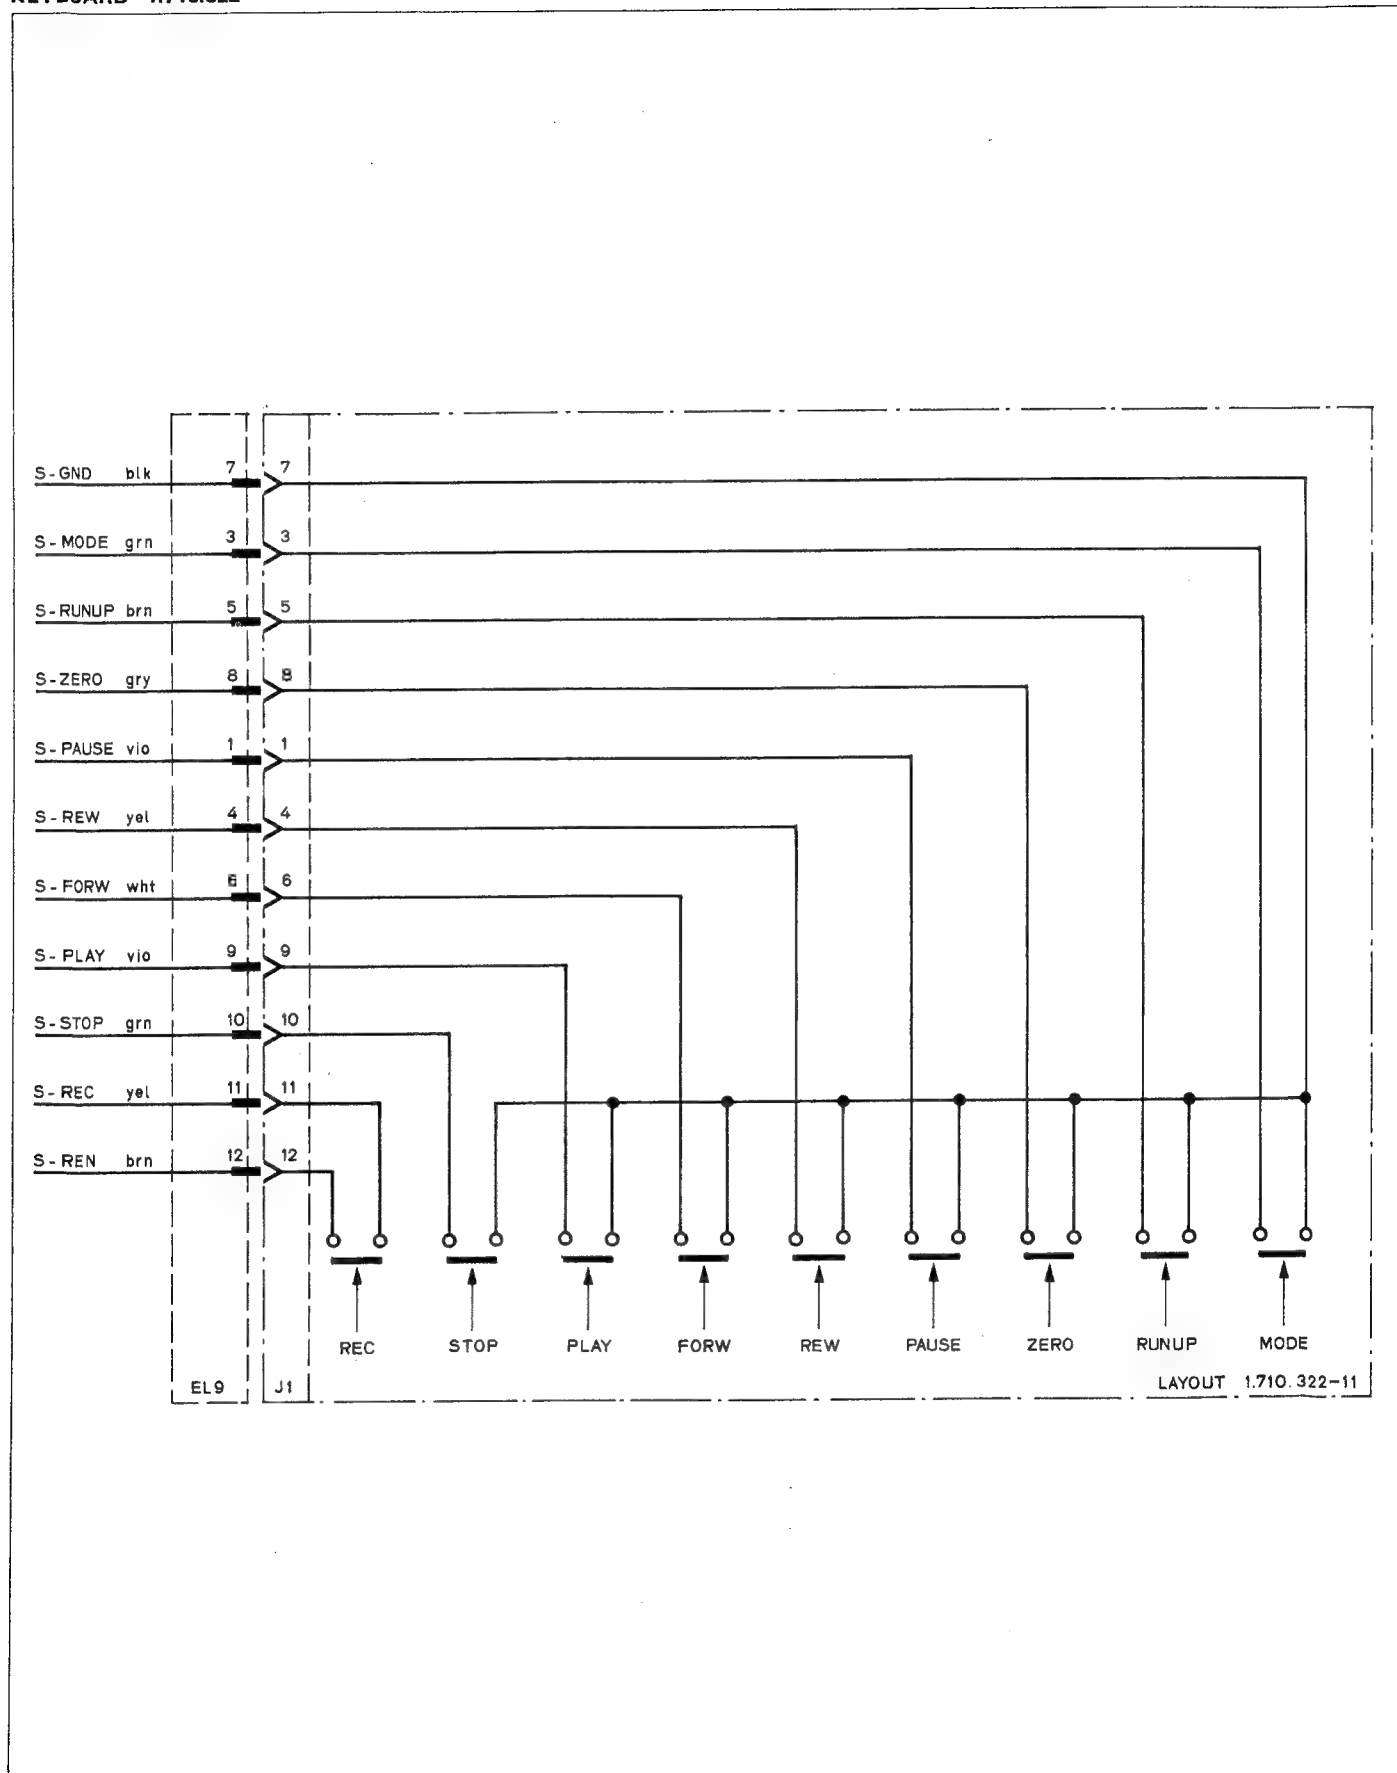 S-GND blk 7 7
S-MODE grn 3 3
S-RUNUP brn 5 5
S-ZERO gry 8 8
S-PAUSE vio 1 1
S-REW yel 4 4
S-FORW wht 6 6
S-PLAY vio 9 9
S-STOP grn 10 10
S-REC yel 11 11
S-REN brn 12 12
REC STOP PLAY FORW REW PAUSE ZERO RUNUP MODE
EL9 J1 LAYOUT 1.710.322-11